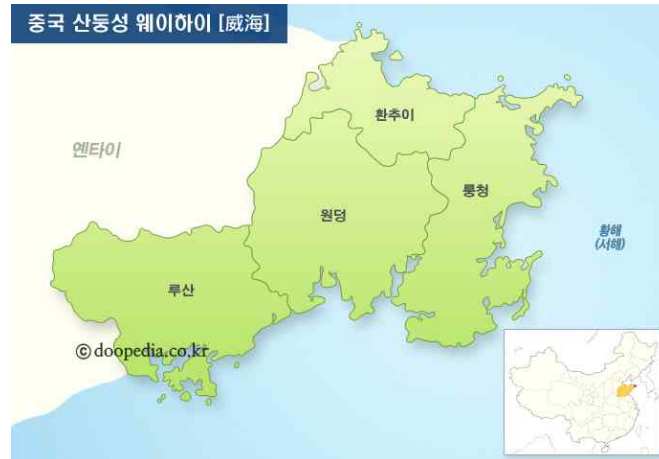 중국 산둥성 웨이하이 [威海]
환추이
옌타이
룽청
원덩
황해
(서해)
루산
ⓒdoopedia.co.kr